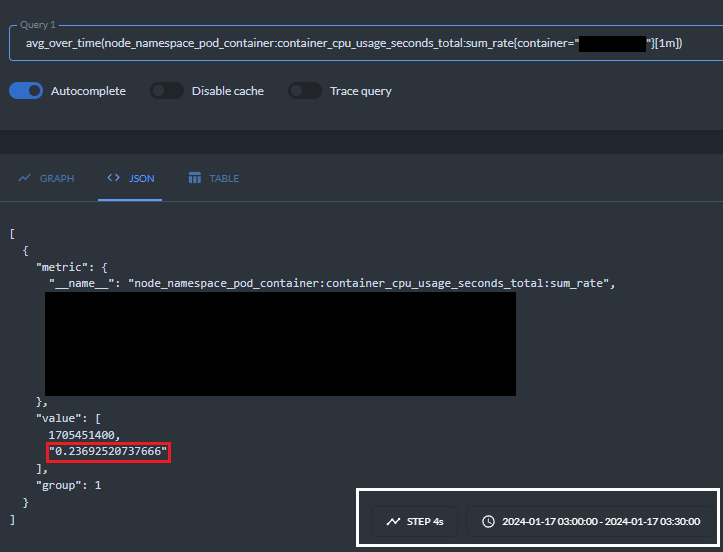 Query 1
avg_over_time(node_namespace_pod_container:container_cpu_usage_seconds_total:sum_rate{container=""}[1m])
Autocomplete Disable cache Trace query
GRAPH <> JSON TABLE
[
{
"metric": {
"__name__": "node_namespace_pod_container:container_cpu_usage_seconds_total:sum_rate",
},
"value": [
1705451400,
"0.23692520737666"
],
"group": 1
}
]
STEP 4s 2024-01-17 03:00:00 - 2024-01-17 03:30:00